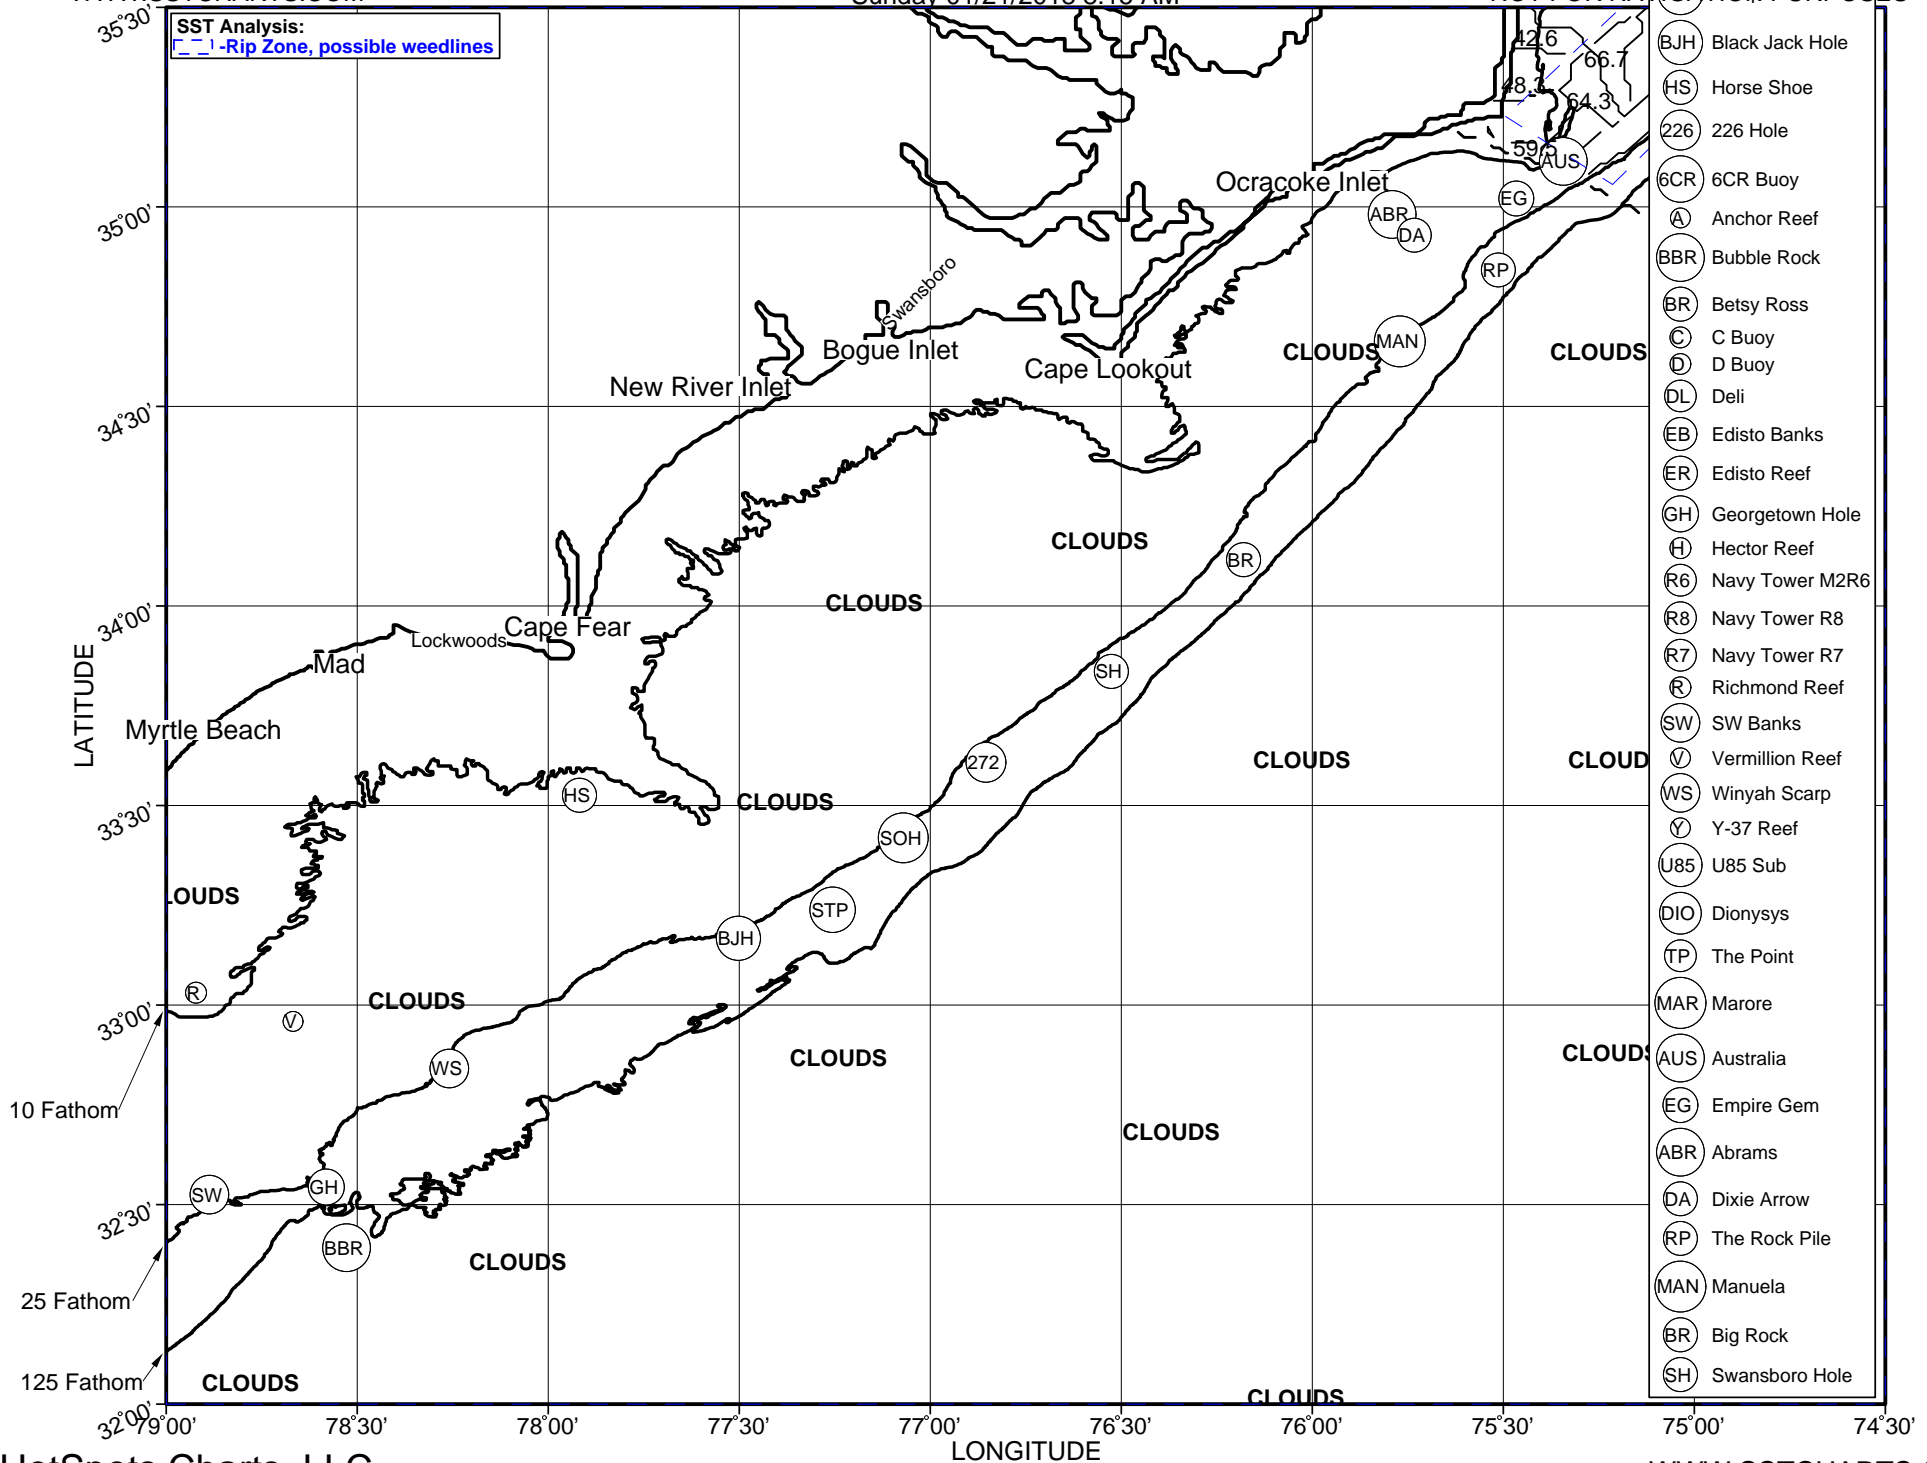 SST Analysis:
-Rip Zone, possible weedlines
35°30'
35°00'
34°30'
34°00'
33°30'
33°00'
32°30'
32°00'
LATITUDE
79°00'
78°30'
78°00'
77°30'
77°00'
76°30'
76°00'
75°30'
75°00'
74°30'
LONGITUDE
42.6
66.7
48.3
64.3
59.5
AUS
Ocracoke Inlet
ABR
EG
DA
RP
Swansboro
Bogue Inlet
MAN
CLOUDS
CLOUDS
Cape Lookout
New River Inlet
CLOUDS
BR
CLOUDS
Cape Fear
Lockwoods
Mad
SH
Myrtle Beach
272
CLOUDS
CLOUD
HS
CLOUDS
SOH
LOUDS
STP
BJH
R
CLOUDS
V
CLOUDS
CLOUDS
WS
10 Fathom
CLOUDS
SW
GH
BBR
CLOUDS
25 Fathom
125 Fathom
CLOUDS
CLOUDS
BJH Black Jack Hole
HS Horse Shoe
226 226 Hole
6CR 6CR Buoy
A Anchor Reef
BBR Bubble Rock
BR Betsy Ross
C C Buoy
D D Buoy
DL Deli
EB Edisto Banks
ER Edisto Reef
GH Georgetown Hole
H Hector Reef
R6 Navy Tower M2R6
R8 Navy Tower R8
R7 Navy Tower R7
R Richmond Reef
SW SW Banks
V Vermillion Reef
WS Winyah Scarp
Y Y-37 Reef
U85 U85 Sub
DIO Dionysys
TP The Point
MAR Marore
AUS Australia
EG Empire Gem
ABR Abrams
DA Dixie Arrow
RP The Rock Pile
MAN Manuela
BR Big Rock
SH Swansboro Hole